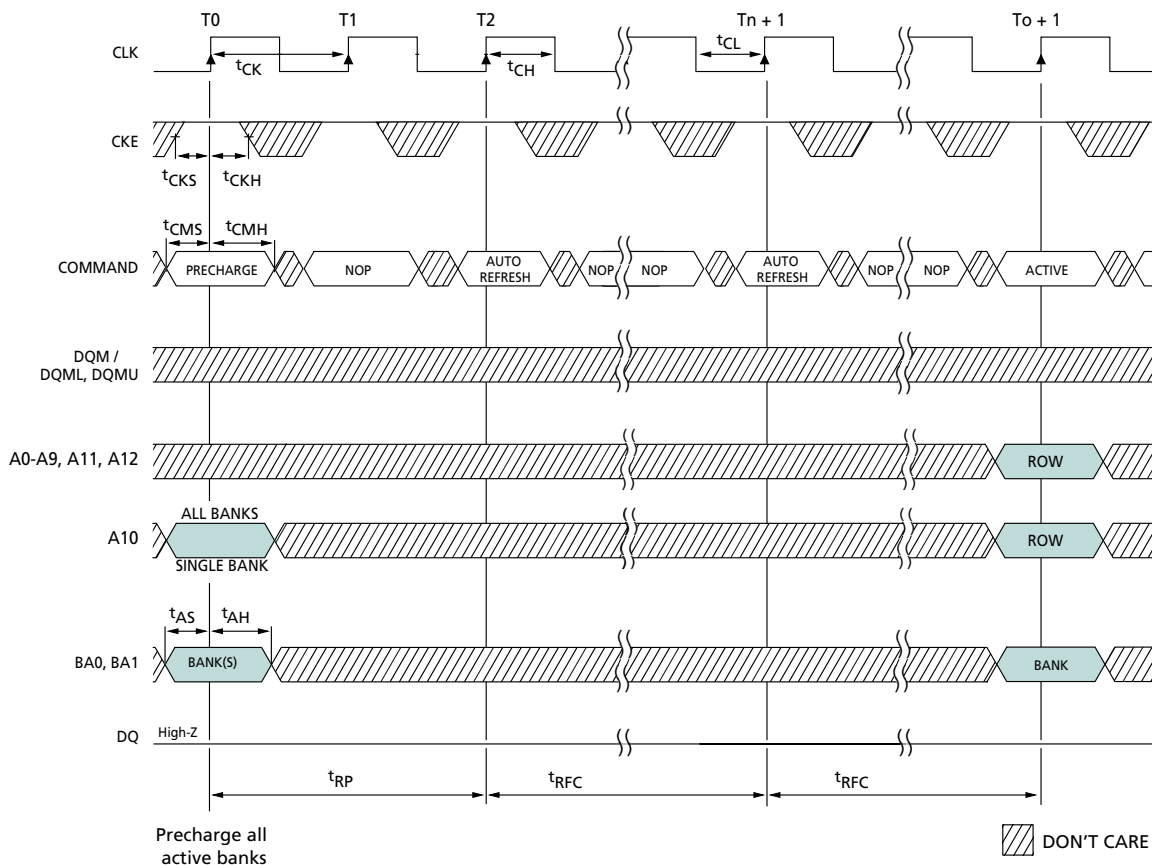 T0 T1 T2 Tn + 1 To + 1
CLK
tCK tCH tCL
CKE
tCKS tCKH
tCMS tCMH
COMMAND PRECHARGE NOP AUTO REFRESH NOP NOP AUTO REFRESH NOP NOP ACTIVE
DQM /
DQML, DQMU
A0-A9, A11, A12 ROW
ALL BANKS
A10 ROW
SINGLE BANK
tAS tAH
BA0, BA1 BANK(S) BANK
DQ High-Z
tRP tRFC tRFC
Precharge all
active banks
DON'T CARE